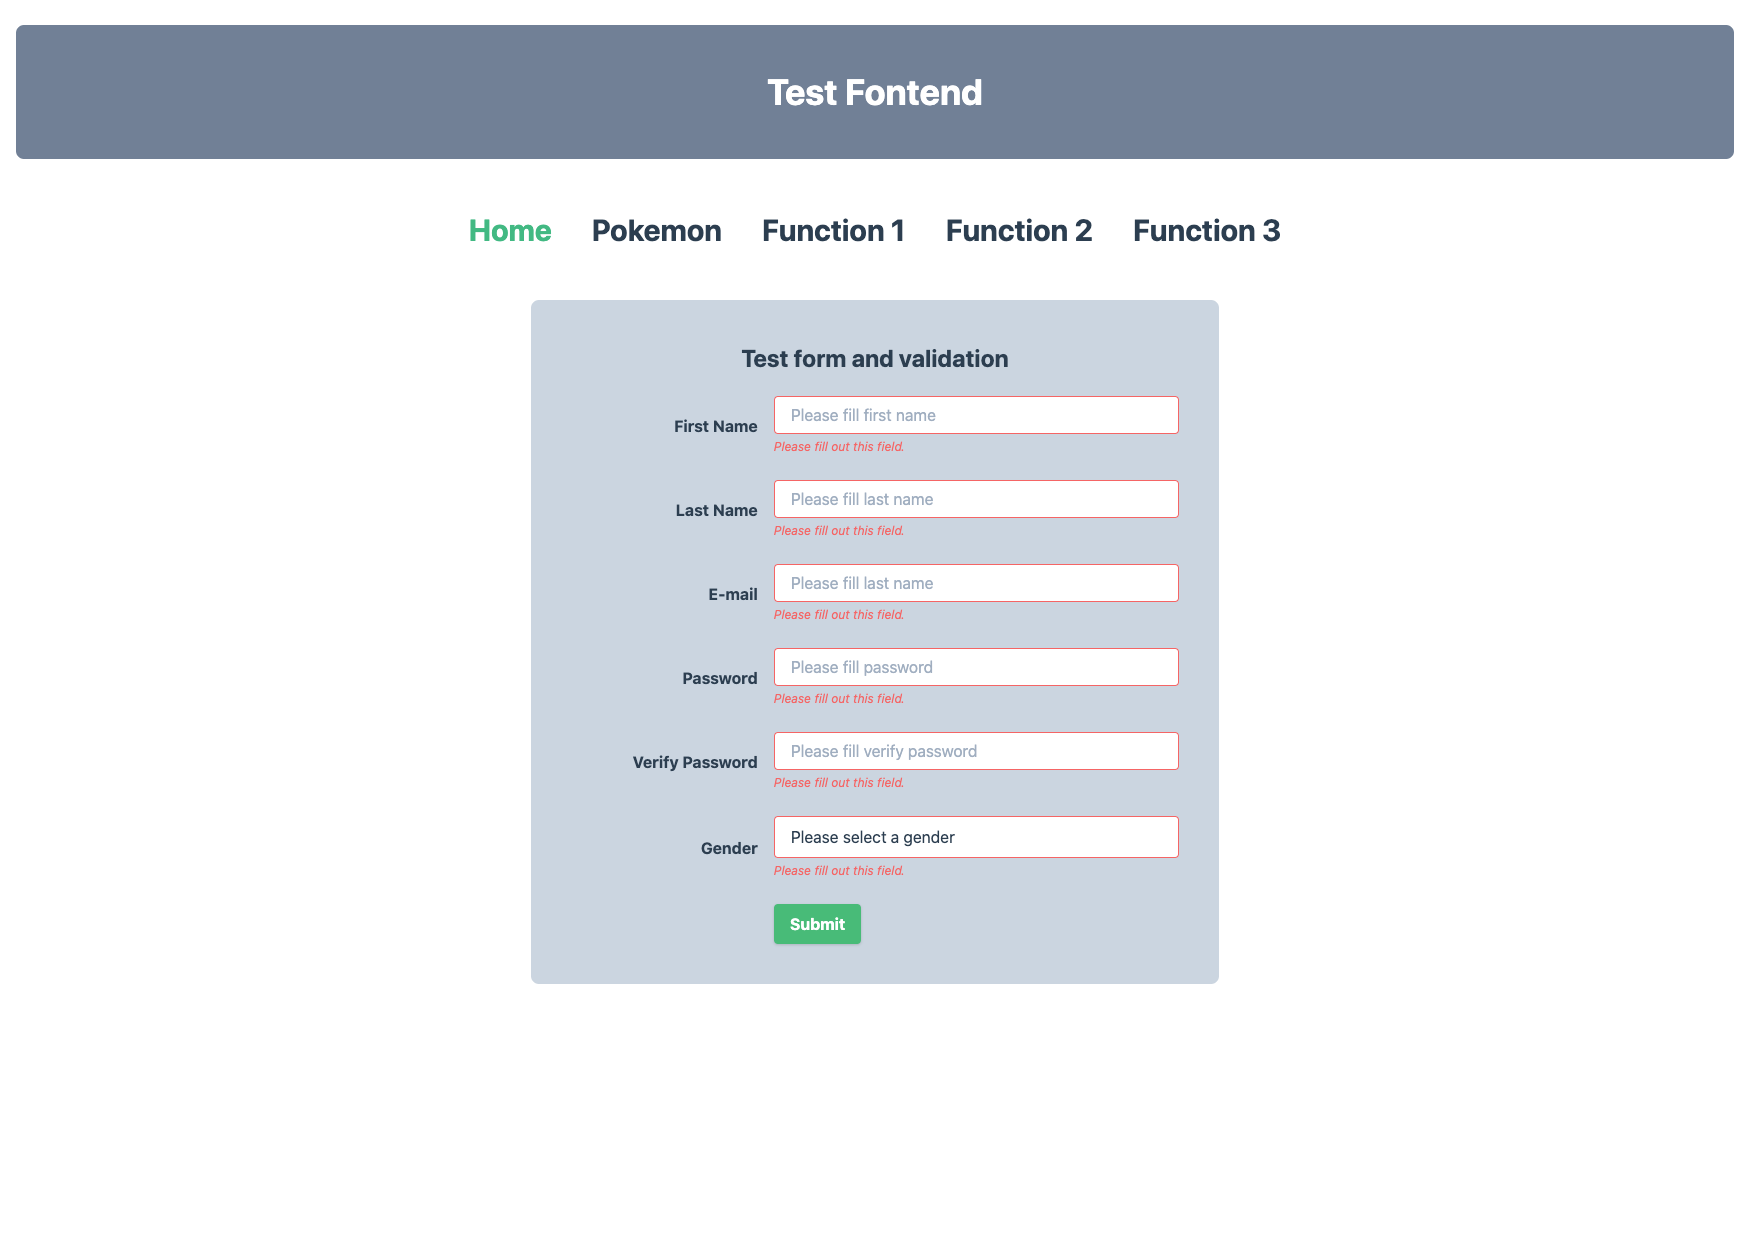 Test Fontend
Home Pokemon Function 1 Function 2 Function 3
Test form and validation
First Name Please fill first name
Please fill out this field.
Last Name Please fill last name
Please fill out this field.
E-mail Please fill last name
Please fill out this field.
Password Please fill password
Please fill out this field.
Verify Password Please fill verify password
Please fill out this field.
Gender Please select a gender
Please fill out this field.
Submit